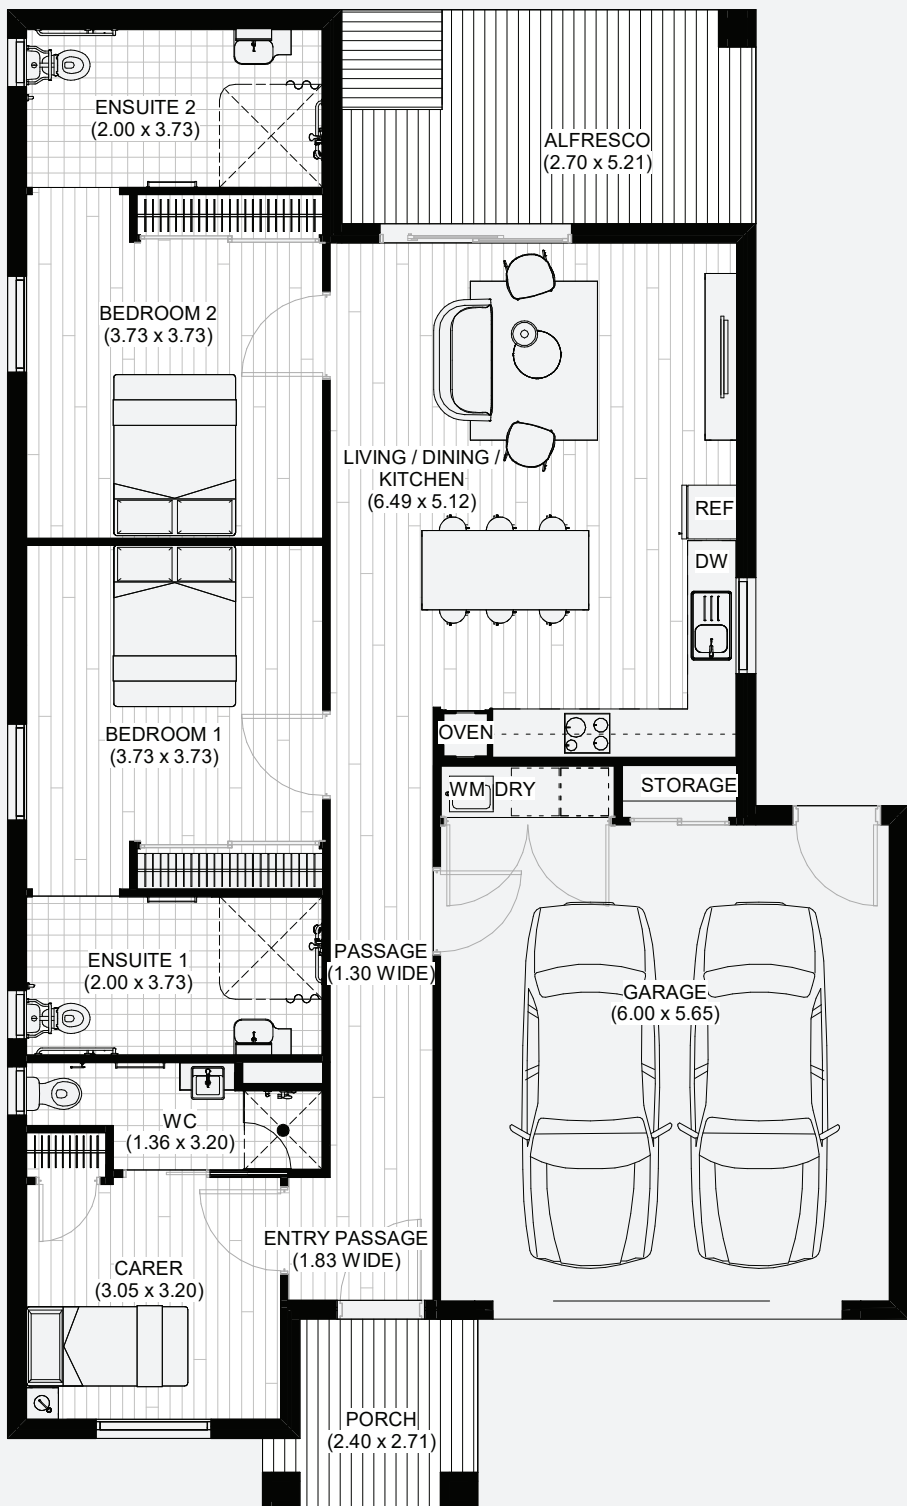 ENSUITE 2
(2.00 x 3.73)
ALFRESCO
(2.70 x 5.21)
BEDROOM 2
(3.73 x 3.73)
LIVING / DINING /
KITCHEN
(6.49 x 5.12)
REF
DW
BEDROOM 1
(3.73 x 3.73)
OVEN
WM DRY
STORAGE
ENSUITE 1
(2.00 x 3.73)
PASSAGE
(1.30 WIDE)
GARAGE
(6.00 x 5.65)
WC
(1.36 x 3.20)
ENTRY PASSAGE
(1.83 WIDE)
CARER
(3.05 x 3.20)
PORCH
(2.40 x 2.71)